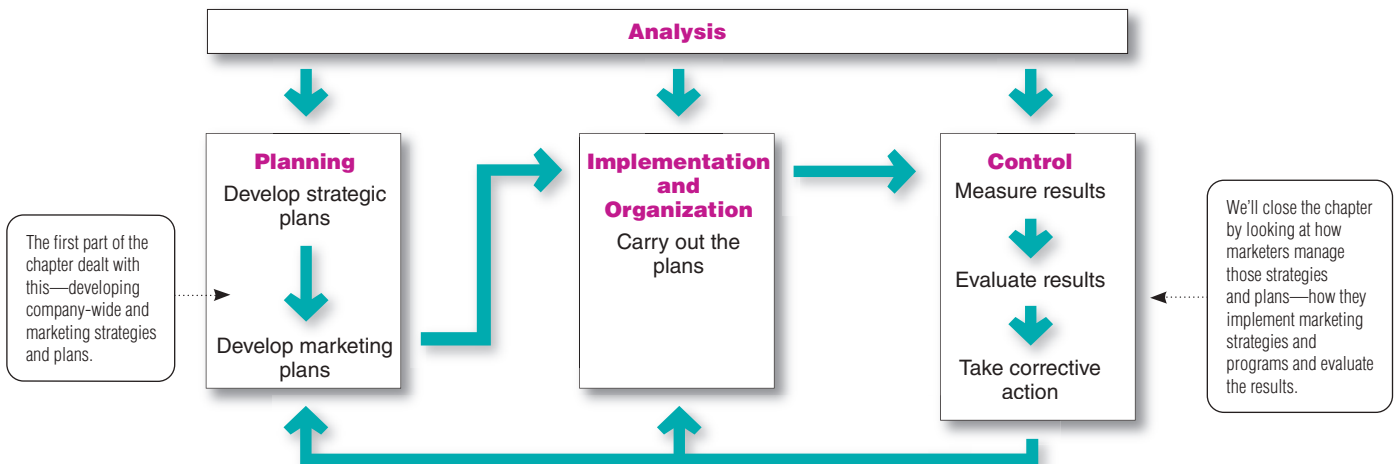 Analysis
Planning
Develop strategic
plans
Develop marketing
plans
Implementation
and
Organization
Carry out the
plans
Control
Measure results
Evaluate results
Take corrective
action
The first part of the
chapter dealt with
this—developing
company-wide and
marketing strategies
and plans.
We'll close the chapter
by looking at how
marketers manage
those strategies
and plans—how they
implement marketing
strategies and
programs and evaluate
the results.